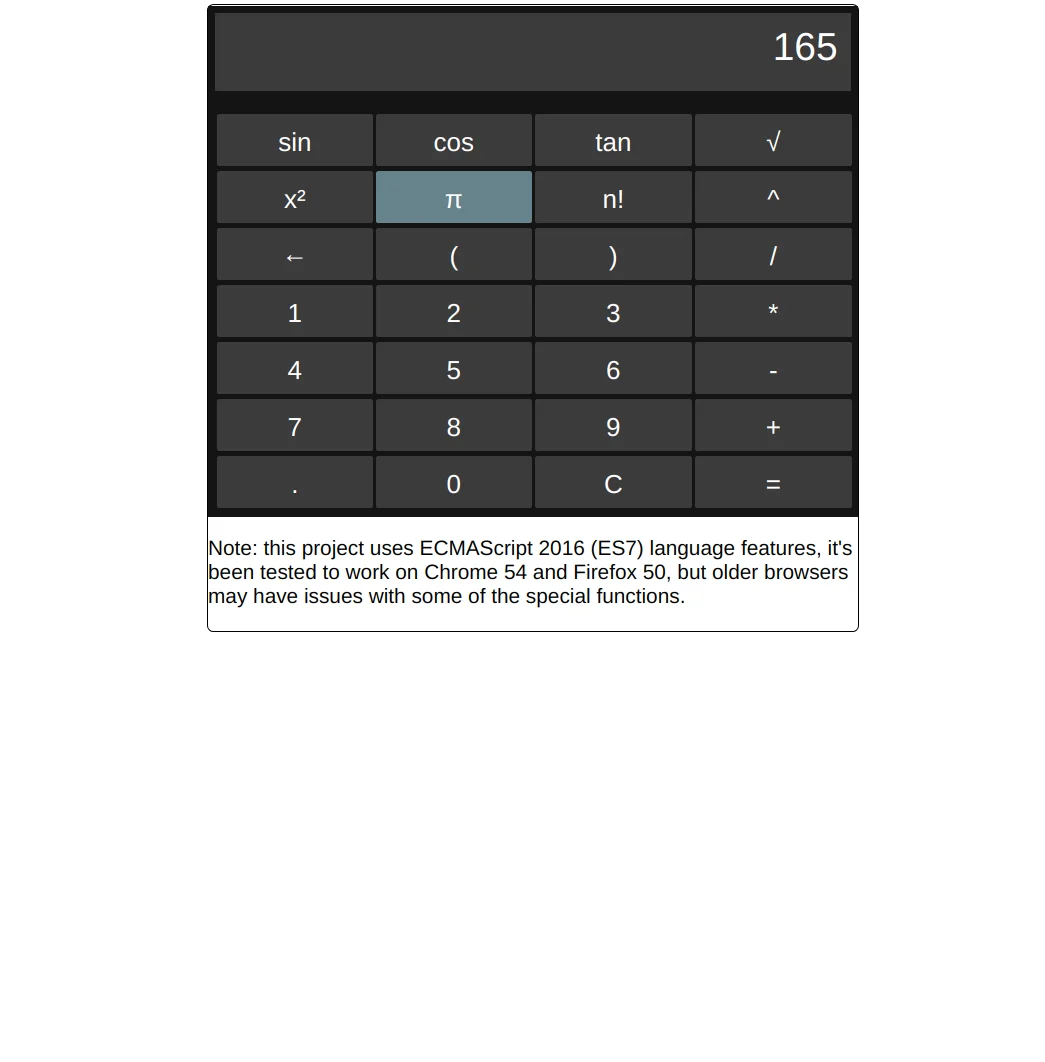 165
sin cos tan √
x² π n! ^
← ( ) /
1 2 3 *
4 5 6 -
7 8 9 +
. 0 C =
Note: this project uses ECMAScript 2016 (ES7) language features, it's
been tested to work on Chrome 54 and Firefox 50, but older browsers
may have issues with some of the special functions.